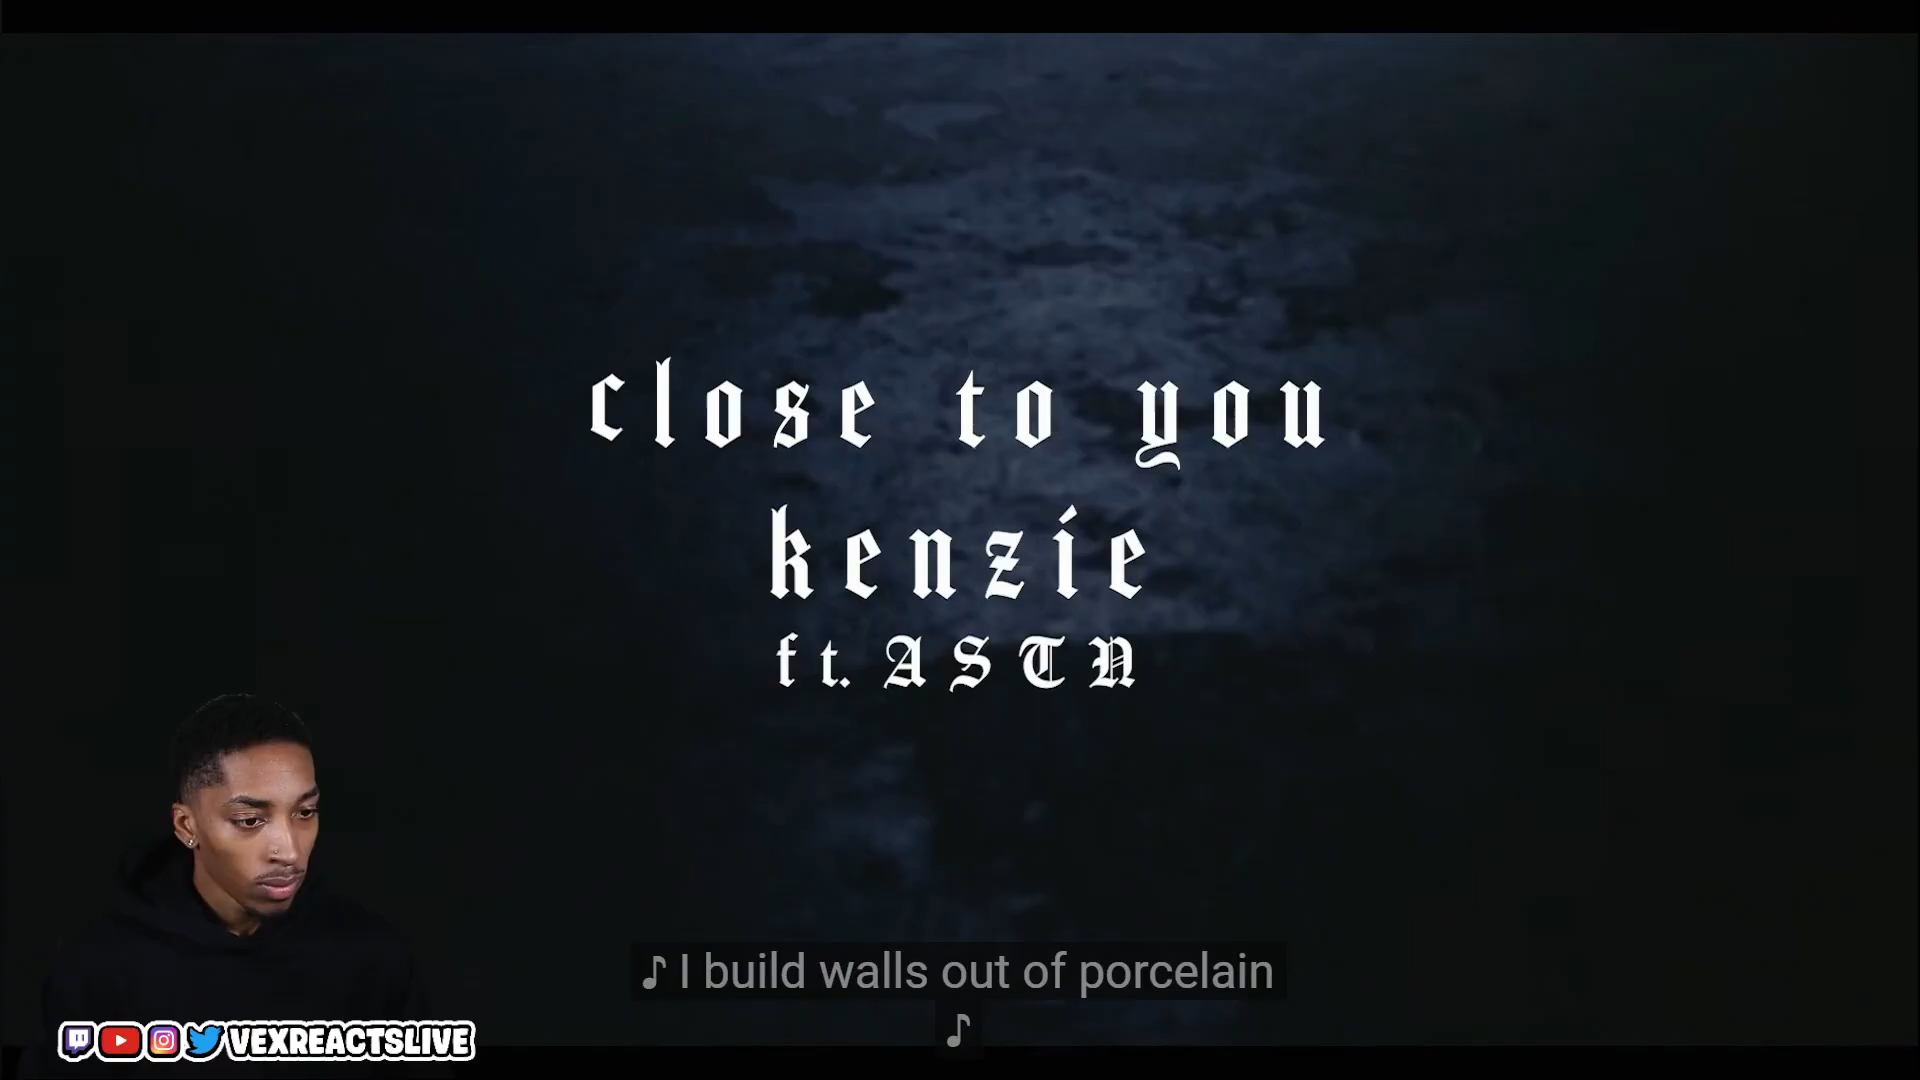 close to you
kenzie
ft. ASTN
♪ I build walls out of porcelain
♪
VEXREACTSLIVE